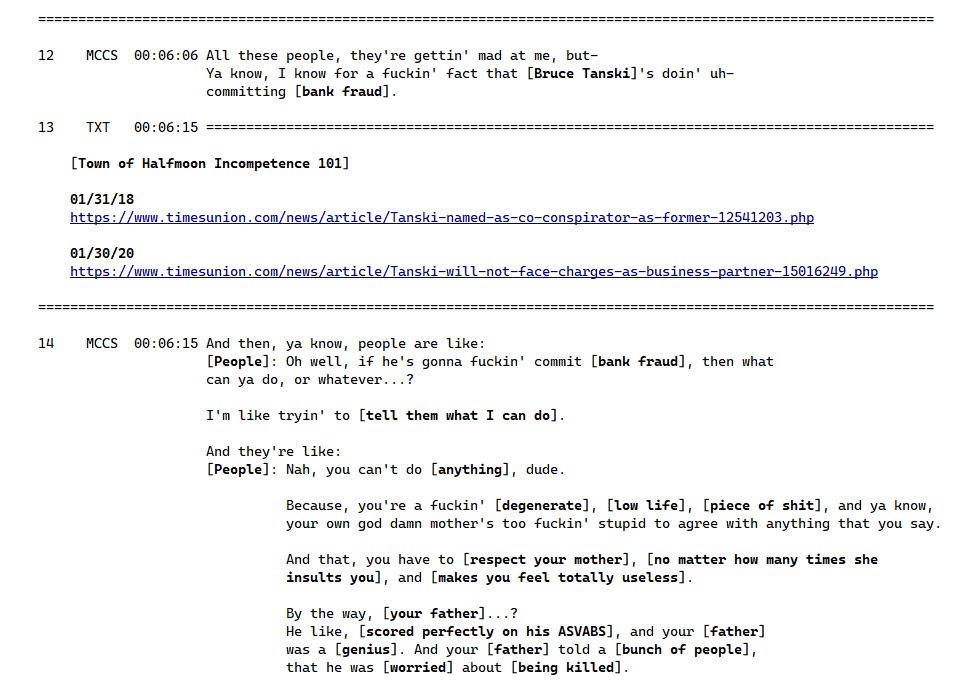 ================================================================================================================
12 MCCS 00:06:06 All these people, they're gettin' mad at me, but–
Ya know, I know for a fuckin' fact that [Bruce Tanski]'s doin' uh–
committing [bank fraud].
13 TXT 00:06:15 ===========================================================================================
[Town of Halfmoon Incompetence 101]
01/31/18
https://www.timesunion.com/news/article/Tanski-named-as-co-conspirator-as-former-12541203.php
01/30/20
https://www.timesunion.com/news/article/Tanski-will-not-face-charges-as-business-partner-15016249.php
================================================================================================================
14 MCCS 00:06:15 And then, ya know, people are like:
[People]: Oh well, if he's gonna fuckin' commit [bank fraud], then what
can ya do, or whatever...?
I'm like tryin' to [tell them what I can do].
And they're like:
[People]: Nah, you can't do [anything], dude.
Because, you're a fuckin' [degenerate], [low life], [piece of shit], and ya know,
your own god damn mother's too fuckin' stupid to agree with anything that you say.
And that, you have to [respect your mother], [no matter how many times she
insults you], and [makes you feel totally useless].
By the way, [your father]...?
He like, [scored perfectly on his ASVABS], and your [father]
was a [genius]. And your [father] told a [bunch of people],
that he was [worried] about [being killed].